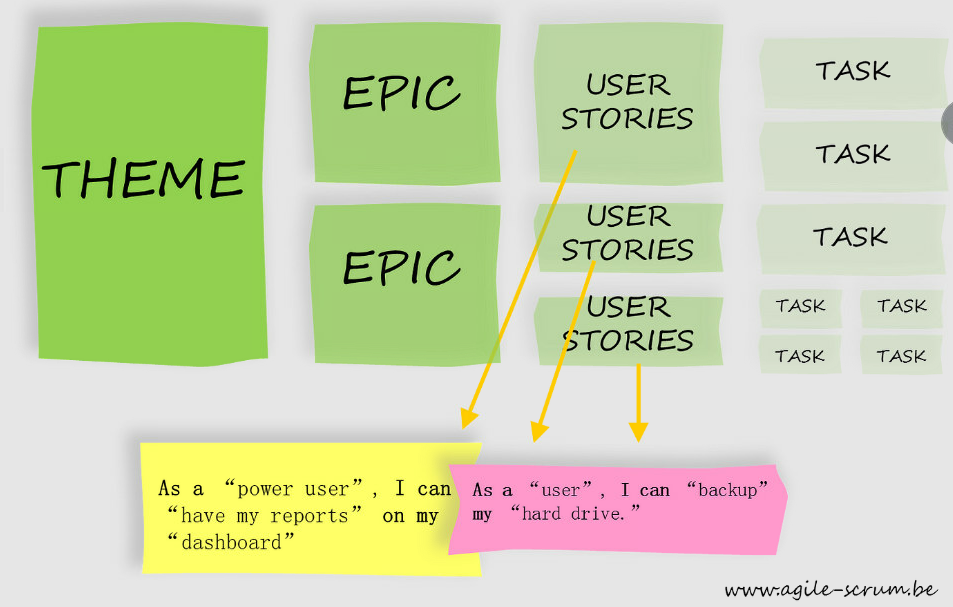 THEME
EPIC
EPIC
USER
STORIES
USER
STORIES
USER
STORIES
TASK
TASK
TASK
TASK
TASK
TASK
TASK
As a “power user”, I can
“have my reports” on my
“dashboard”
As a “user”, I can “backup”
my “hard drive.”
www.agile-scrum.be